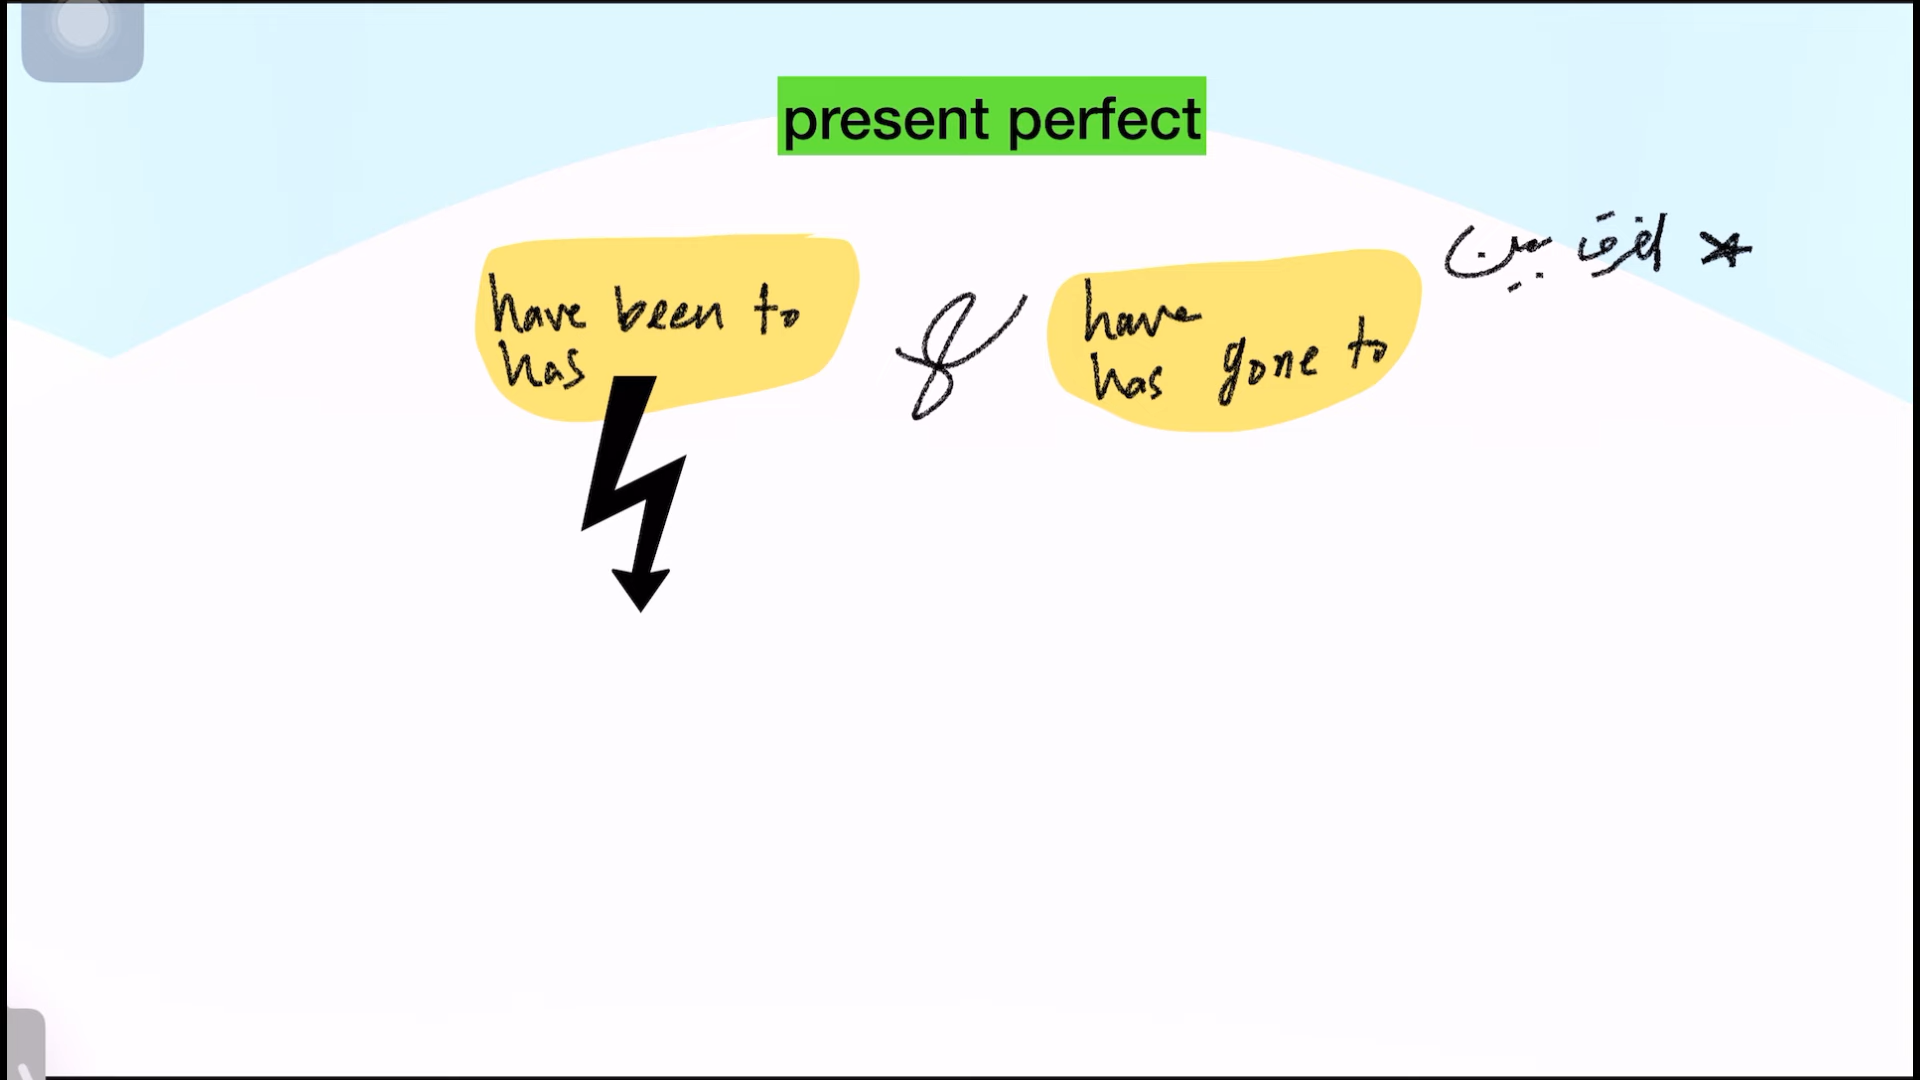 present perfect
* الفرق بين
have been to
has
&
have
has gone to